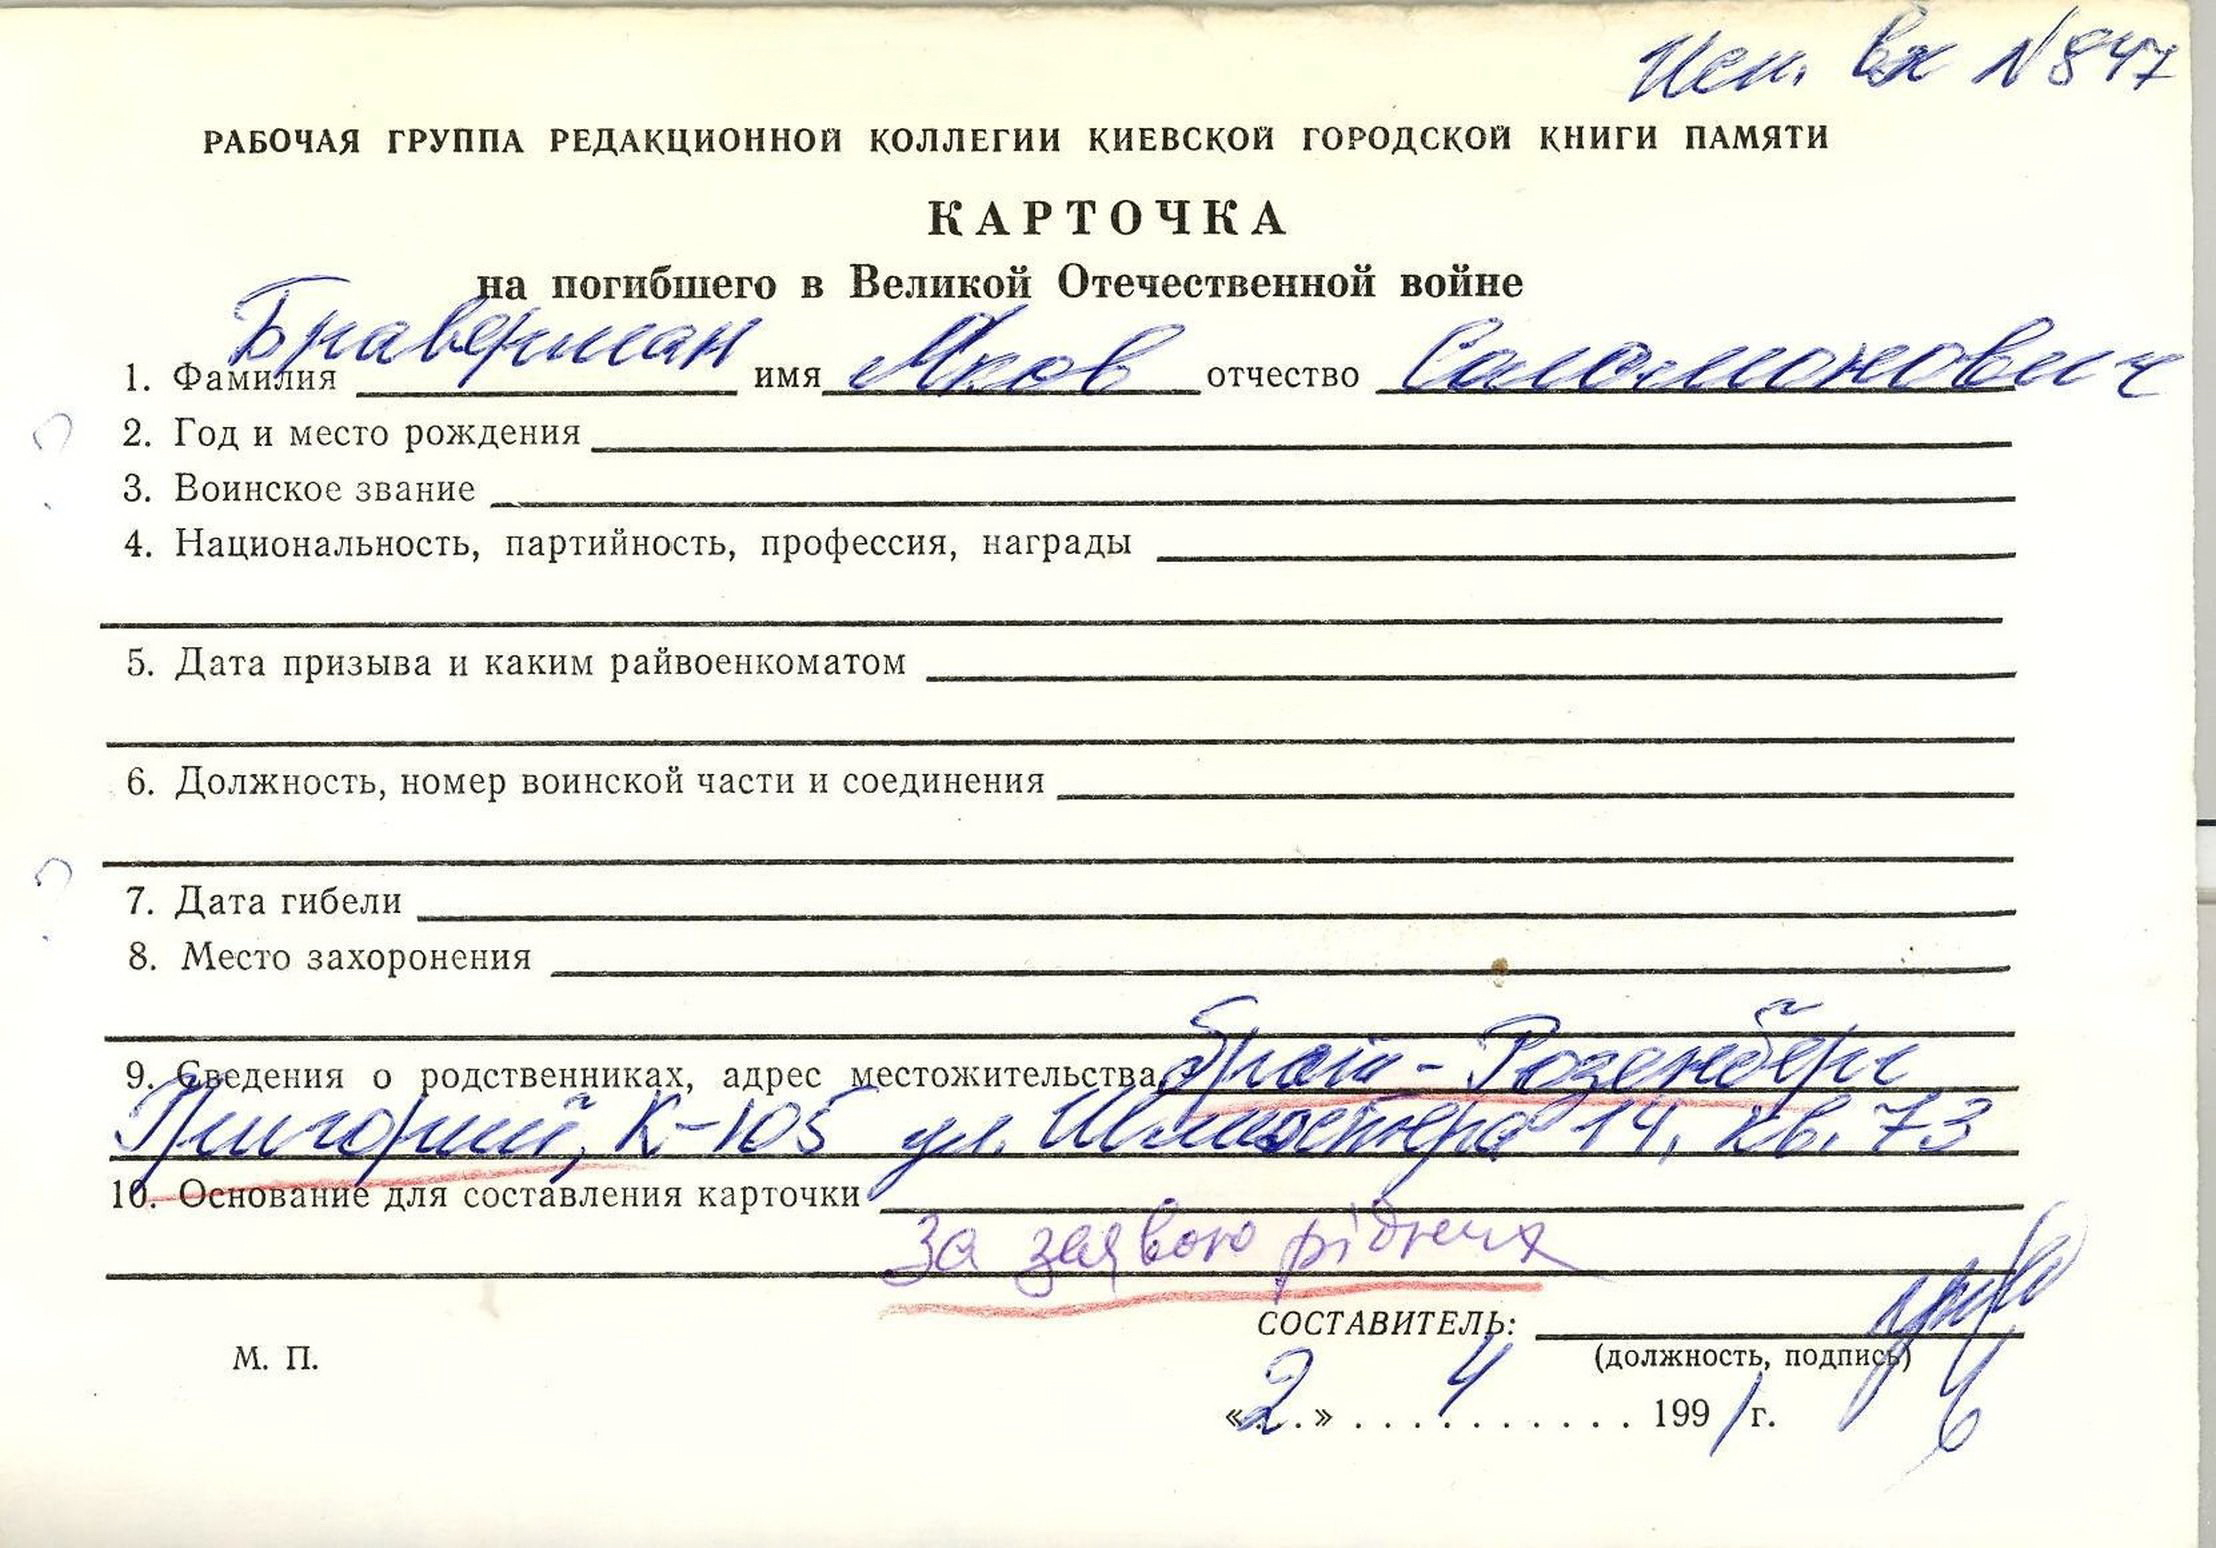 Исп. вх N 847
РАБОЧАЯ ГРУППА РЕДАКЦИОННОЙ КОЛЛЕГИИ КИЕВСКОЙ ГОРОДСКОЙ КНИГИ ПАМЯТИ
КАРТОЧКА
на погибшего в Великой Отечественной войне
1. Фамилия Браверман имя Яков отчество Соломонович
2. Год и место рождения
3. Воинское звание
4. Национальность, партийность, профессия, награды
5. Дата призыва и каким райвоенкоматом
6. Должность, номер воинской части и соединения
7. Дата гибели
8. Место захоронения
9. Сведения о родственниках, адрес местожительства брат - Розенберг
Григорий, К-105 ул. 14, кв. 73
10. Основание для составления карточки
За заявою рідних
СОСТАВИТЕЛЬ:
М. П.
(должность, подпись)
«2» 4 1991 г.